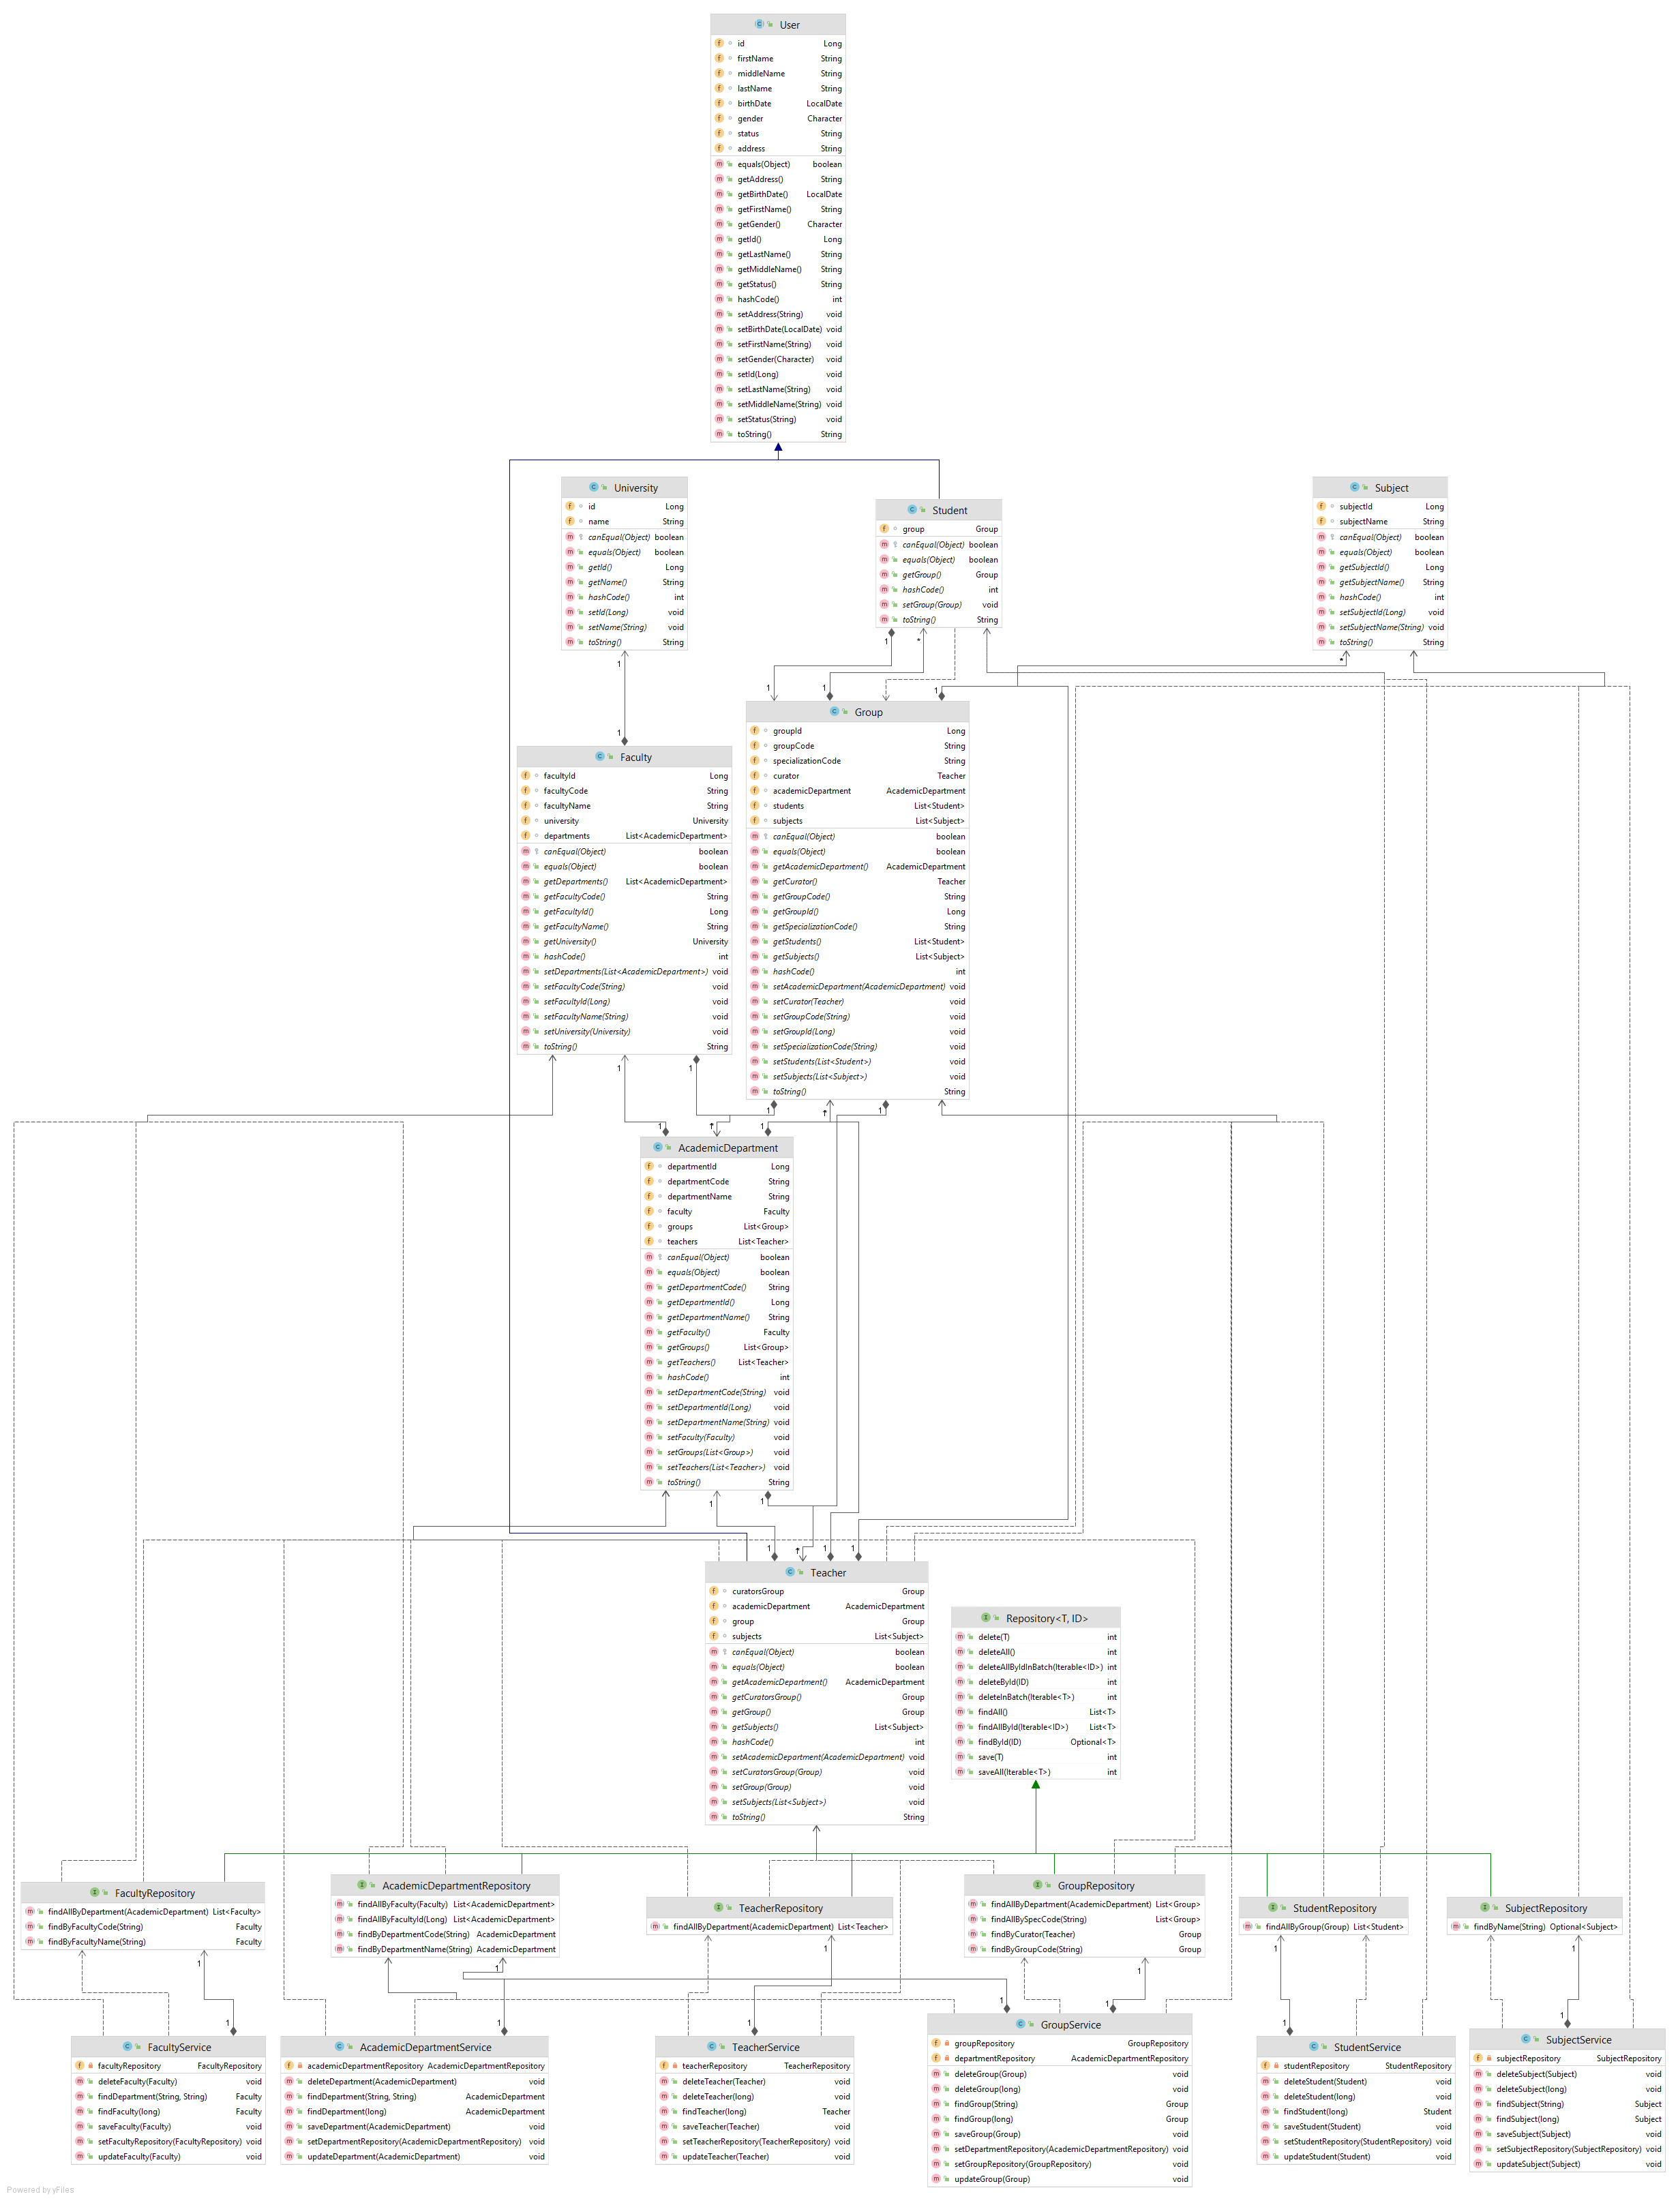 User
id Long
firstName String
middleName String
lastName String
birthDate LocalDate
gender Character
status String
address String
equals(Object) boolean
getAddress() String
getBirthDate() LocalDate
getFirstName() String
getGender() Character
getId() Long
getLastName() String
getMiddleName() String
getStatus() String
hashCode() int
setAddress(String) void
setBirthDate(LocalDate) void
setFirstName(String) void
setGender(Character) void
setId(Long) void
setLastName(String) void
setMiddleName(String) void
setStatus(String) void
toString() String
University
id Long
name String
canEqual(Object) boolean
equals(Object) boolean
getId() Long
getName() String
hashCode() int
setId(Long) void
setName(String) void
toString() String
Student
group Group
canEqual(Object) boolean
equals(Object) boolean
getGroup() Group
hashCode() int
setGroup(Group) void
toString() String
Subject
subjectId Long
subjectName String
canEqual(Object) boolean
equals(Object) boolean
getSubjectId() Long
getSubjectName() String
hashCode() int
setSubjectId(Long) void
setSubjectName(String) void
toString() String
1 1 * *
1 1 1
1
Faculty
facultyId Long
facultyCode String
facultyName String
university University
departments List<AcademicDepartment>
canEqual(Object) boolean
equals(Object) boolean
getDepartments() List<AcademicDepartment>
getFacultyCode() String
getFacultyId() Long
getFacultyName() String
getUniversity() University
hashCode() int
setDepartments(List<AcademicDepartment>) void
setFacultyCode(String) void
setFacultyId(Long) void
setFacultyName(String) void
setUniversity(University) void
toString() String
Group
groupId Long
groupCode String
specializationCode String
curator Teacher
academicDepartment AcademicDepartment
students List<Student>
subjects List<Subject>
canEqual(Object) boolean
equals(Object) boolean
getAcademicDepartment() AcademicDepartment
getCurator() Teacher
getGroupCode() String
getGroupId() Long
getSpecializationCode() String
getStudents() List<Student>
getSubjects() List<Subject>
hashCode() int
setAcademicDepartment(AcademicDepartment) void
setCurator(Teacher) void
setGroupCode(String) void
setGroupId(Long) void
setSpecializationCode(String) void
setStudents(List<Student>) void
setSubjects(List<Subject>) void
toString() String
1 1 1 1
1 1
AcademicDepartment
departmentId Long
departmentCode String
departmentName String
faculty Faculty
groups List<Group>
teachers List<Teacher>
canEqual(Object) boolean
equals(Object) boolean
getDepartmentCode() String
getDepartmentId() Long
getDepartmentName() String
getFaculty() Faculty
getGroups() List<Group>
getTeachers() List<Teacher>
hashCode() int
setDepartmentCode(String) void
setDepartmentId(Long) void
setDepartmentName(String) void
setFaculty(Faculty) void
setGroups(List<Group>) void
setTeachers(List<Teacher>) void
toString() String
1 1
1 1 1
Teacher
curatorsGroup Group
academicDepartment AcademicDepartment
group Group
subjects List<Subject>
canEqual(Object) boolean
equals(Object) boolean
getAcademicDepartment() AcademicDepartment
getCuratorsGroup() Group
getGroup() Group
getSubjects() List<Subject>
hashCode() int
setAcademicDepartment(AcademicDepartment) void
setCuratorsGroup(Group) void
setGroup(Group) void
setSubjects(List<Subject>) void
toString() String
Repository<T, ID>
delete(T) int
deleteAll() int
deleteAllByIdInBatch(Iterable<ID>) int
deleteById(ID) int
deleteInBatch(Iterable<T>) int
findAll() List<T>
findAllById(Iterable<ID>) List<T>
findById(ID) Optional<T>
save(T) int
saveAll(Iterable<T>) int
FacultyRepository
findAllByDepartment(AcademicDepartment) List<Faculty>
findByFacultyCode(String) Faculty
findByFacultyName(String) Faculty
AcademicDepartmentRepository
findAllByFaculty(Faculty) List<AcademicDepartment>
findAllByFacultyId(Long) List<AcademicDepartment>
findByDepartmentCode(String) AcademicDepartment
findByDepartmentName(String) AcademicDepartment
TeacherRepository
findAllByDepartment(AcademicDepartment) List<Teacher>
GroupRepository
findAllByDepartment(AcademicDepartment) List<Group>
findAllBySpecCode(String) List<Group>
findByCurator(Teacher) Group
findByGroupCode(String) Group
StudentRepository
findAllByGroup(Group) List<Student>
SubjectRepository
findByName(String) Optional<Subject>
1 1 1 1 1 1
1 1 1 1 1 1 1
FacultyService
facultyRepository FacultyRepository
deleteFaculty(Faculty) void
findDepartment(String, String) Faculty
findFaculty(long) Faculty
saveFaculty(Faculty) void
setFacultyRepository(FacultyRepository) void
updateFaculty(Faculty) void
AcademicDepartmentService
academicDepartmentRepository AcademicDepartmentRepository
deleteDepartment(AcademicDepartment) void
findDepartment(String, String) AcademicDepartment
findDepartment(long) AcademicDepartment
saveDepartment(AcademicDepartment) void
setDepartmentRepository(AcademicDepartmentRepository) void
updateDepartment(AcademicDepartment) void
TeacherService
teacherRepository TeacherRepository
deleteTeacher(Teacher) void
deleteTeacher(long) void
findTeacher(long) Teacher
saveTeacher(Teacher) void
setTeacherRepository(TeacherRepository) void
updateTeacher(Teacher) void
GroupService
groupRepository GroupRepository
departmentRepository AcademicDepartmentRepository
deleteGroup(Group) void
deleteGroup(long) void
findGroup(String) Group
findGroup(long) Group
saveGroup(Group) void
setDepartmentRepository(AcademicDepartmentRepository) void
setGroupRepository(GroupRepository) void
updateGroup(Group) void
StudentService
studentRepository StudentRepository
deleteStudent(Student) void
deleteStudent(long) void
findStudent(long) Student
saveStudent(Student) void
setStudentRepository(StudentRepository) void
updateStudent(Student) void
SubjectService
subjectRepository SubjectRepository
deleteSubject(Subject) void
deleteSubject(long) void
findSubject(String) Subject
findSubject(long) Subject
saveSubject(Subject) void
setSubjectRepository(SubjectRepository) void
updateSubject(Subject) void
Powered by yFiles